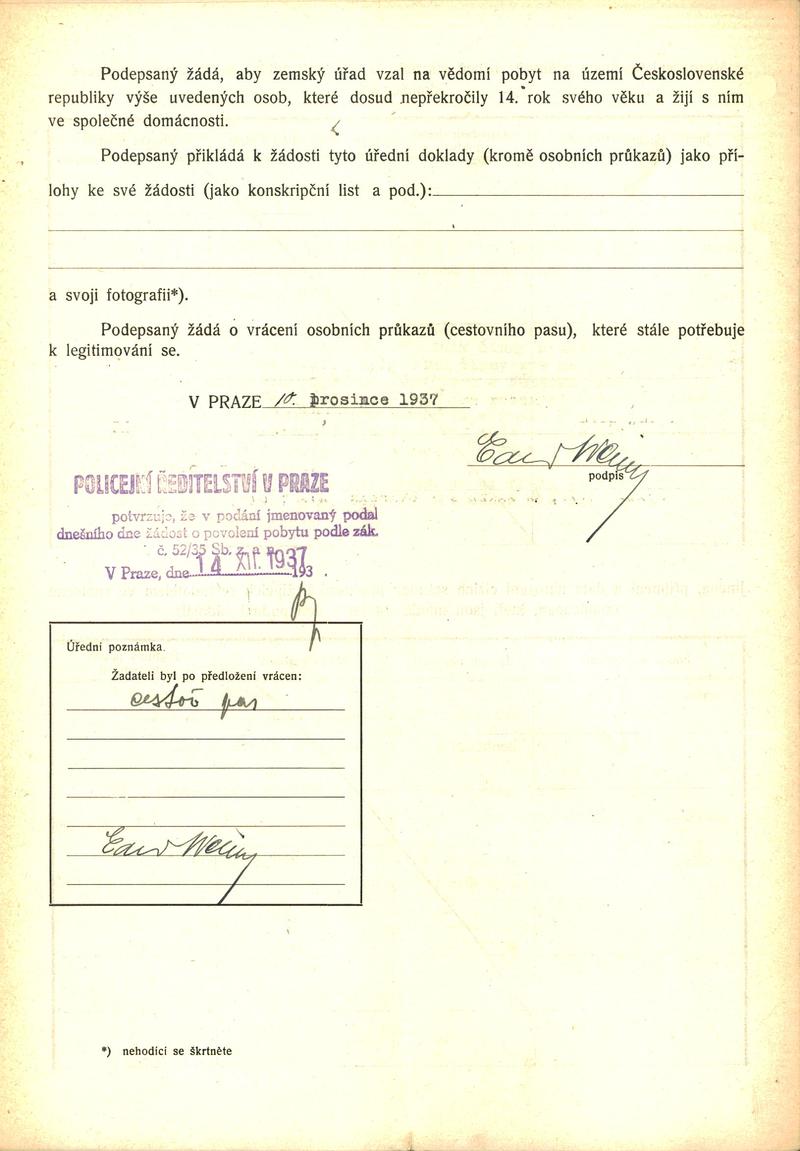 Podepsaný žádá, aby zemský úřad vzal na vědomí pobyt na území Československé
republiky výše uvedených osob, které dosud nepřekročily 14. rok svého věku a žijí s ním
ve společné domácnosti.
Podepsaný přikládá k žádosti tyto úřední doklady (kromě osobních průkazů) jako pří-
lohy ke své žádosti (jako konskripční list a pod.):
a svoji fotografii*).
Podepsaný žádá o vrácení osobních průkazů (cestovního pasu), které stále potřebuje
k legitimování se.
V PRAZE 10. prosince 1937
podpis
POLICEJNÍ ŘEDITELSTVÍ V PRAZE
potvrzuje, že v podání jmenovaný podal
dnešního dne žádost o povolení pobytu podle zák.
č. 52/35 Sb. z. a n.
V Praze, dne 14 XII. 1937 193 .
Úřední poznámka.
Žadateli byl po předložení vrácen:
cestov pas
*) nehodící se škrtněte